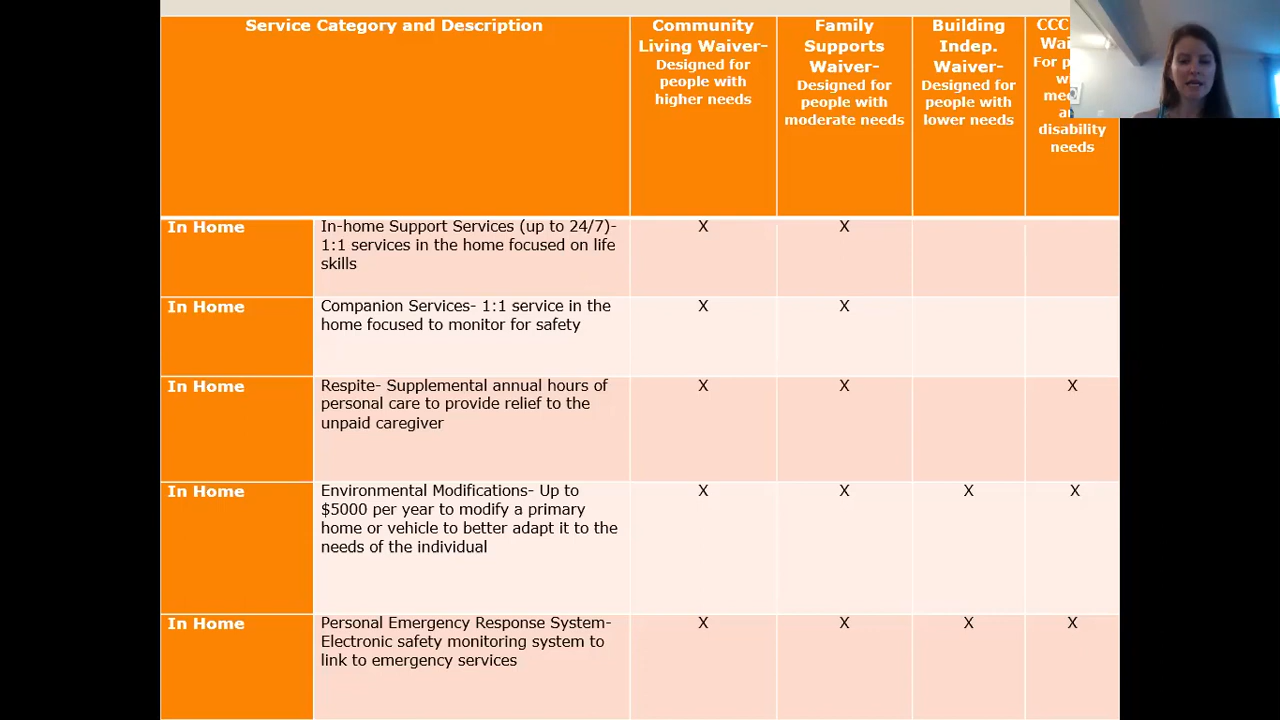 Service Category and Description
Community
Living Waiver-
Designed for
people with
higher needs
Family
Supports
Waiver-
Designed for
people with
moderate needs
Building
Indep.
Waiver-
Designed for
people with
lower needs
CCC
For
disability
needs
In Home
In-home Support Services (up to 24/7)-
1:1 services in the home focused on life
skills
X
X
In Home
Companion Services- 1:1 service in the
home focused to monitor for safety
X
X
In Home
Respite- Supplemental annual hours of
personal care to provide relief to the
unpaid caregiver
X
X
X
In Home
Environmental Modifications- Up to
$5000 per year to modify a primary
home or vehicle to better adapt it to the
needs of the individual
X
X
X
X
In Home
Personal Emergency Response System-
Electronic safety monitoring system to
link to emergency services
X
X
X
X